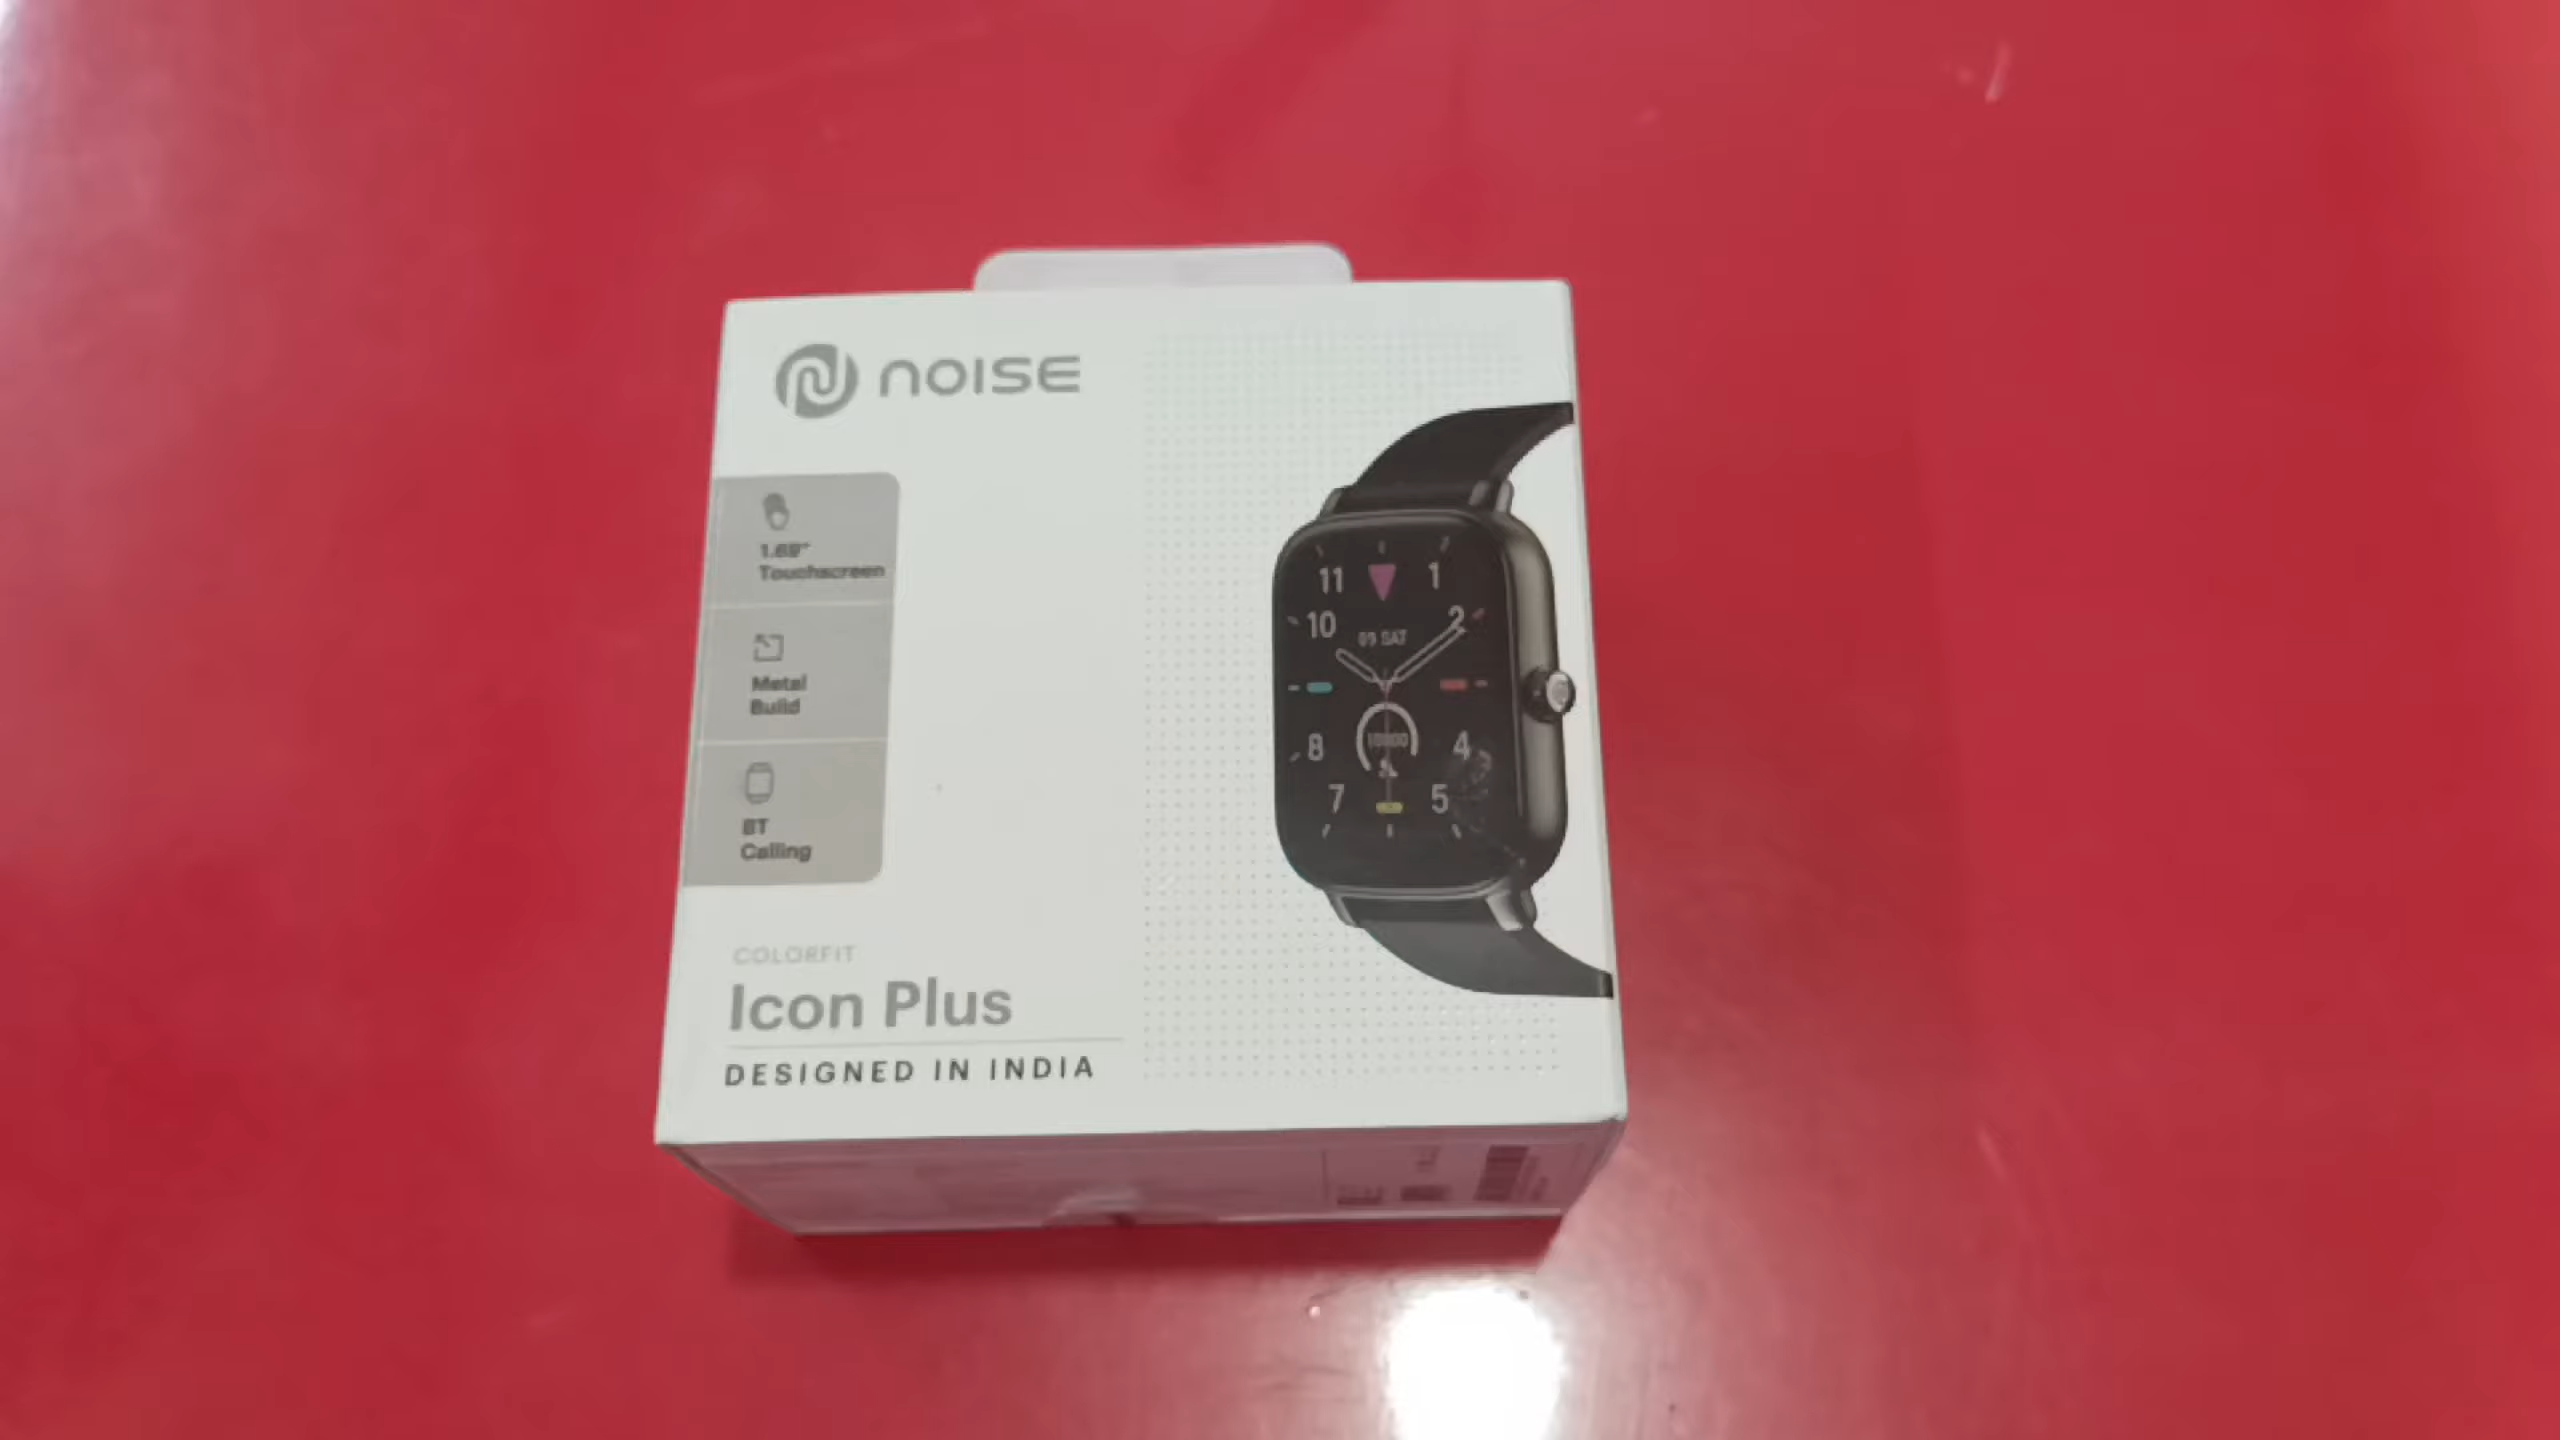 NOISE
1.69"
Touchscreen
Metal
Build
BT
Calling
COLORFIT
Icon Plus
DESIGNED IN INDIA
11
1
10
2
09 SAT
8
4
7
5